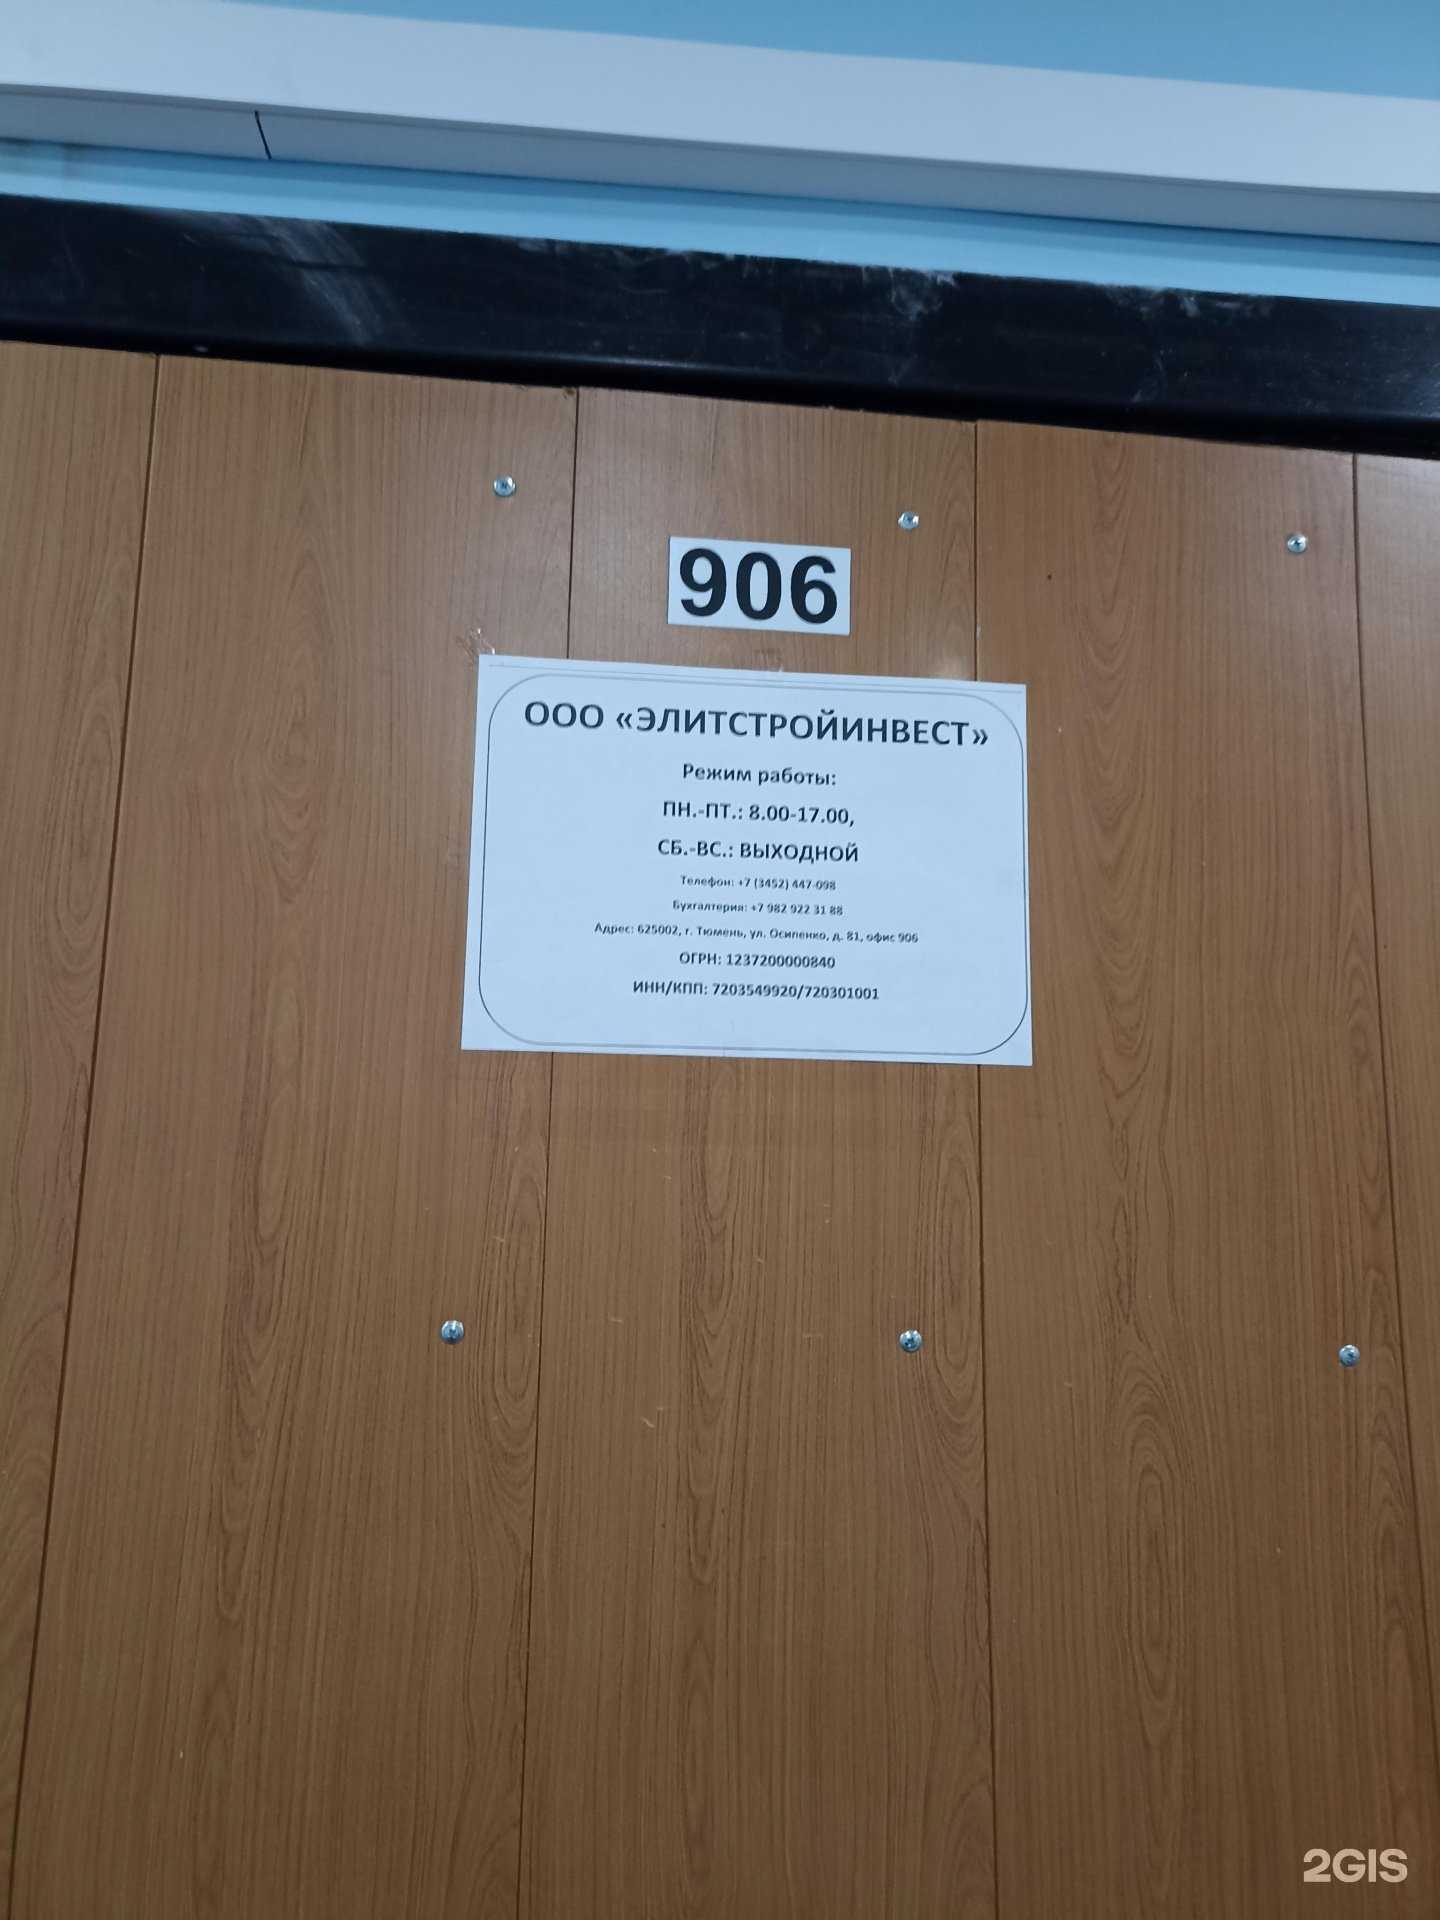 906
ООО «ЭЛИТСТРОЙИНВЕСТ»
Режим работы:
ПН.-ПТ.: 8.00-17.00,
СБ.-ВС.: ВЫХОДНОЙ
Телефон: +7 (3452) 447-098
Бухгалтерия: +7 982 922 31 88
Адрес: 625002, г. Тюмень, ул. Осипенко, д. 81, офис 906
ОГРН: 1237200000840
ИНН/КПП: 7203549920/720301001
2GIS